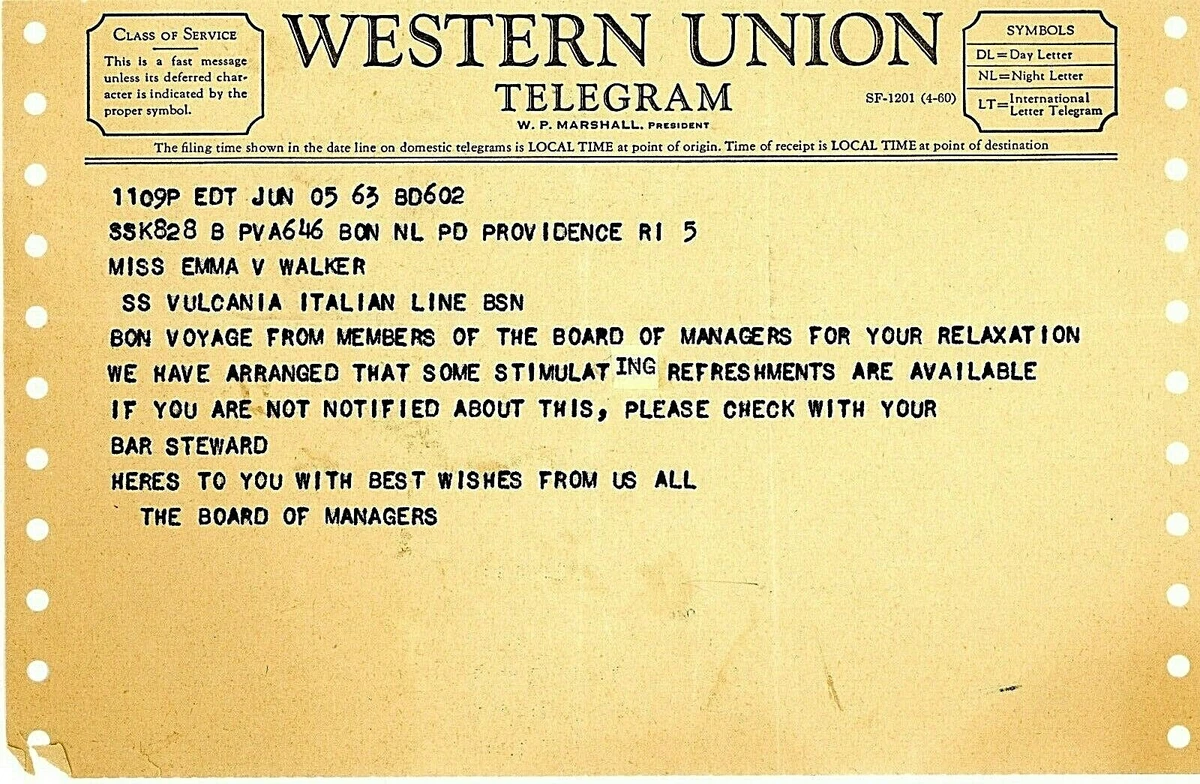 CLASS OF SERVICE
This is a fast message
unless its deferred char-
acter is indicated by the
proper symbol.
WESTERN UNION
TELEGRAM
W. P. MARSHALL, PRESIDENT
SF-1201 (4-60)
SYMBOLS
DL=Day Letter
NL=Night Letter
LT=International Letter Telegram
The filing time shown in the date line on domestic telegrams is LOCAL TIME at point of origin. Time of receipt is LOCAL TIME at point of destination
1109P EDT JUN 05 63 BD602
SSK828 B PVA646 BON NL PD PROVIDENCE RI 5
MISS EMMA V WALKER
SS VULCANIA ITALIAN LINE BSN
BON VOYAGE FROM MEMBERS OF THE BOARD OF MANAGERS FOR YOUR RELAXATION
WE HAVE ARRANGED THAT SOME STIMULATING REFRESHMENTS ARE AVAILABLE
IF YOU ARE NOT NOTIFIED ABOUT THIS, PLEASE CHECK WITH YOUR
BAR STEWARD
HERES TO YOU WITH BEST WISHES FROM US ALL
THE BOARD OF MANAGERS